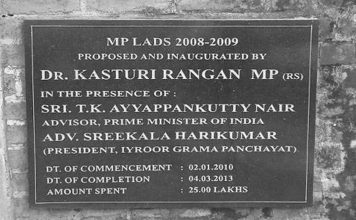 MP LADS 2008-2009
PROPOSED AND INAUGURATED BY
DR. KASTURI RANGAN MP (RS)
IN THE PRESENCE OF :
SRI. T.K. AYYAPPANKUTTY NAIR
ADVISOR, PRIME MINISTER OF INDIA
ADV. SREEKALA HARIKUMAR
(PRESIDENT, IYROOR GRAMA PANCHAYAT)
DT. OF COMMENCEMENT : 02.01.2010
DT. OF COMPLETION : 04.03.2013
AMOUNT SPENT : 25.00 LAKHS